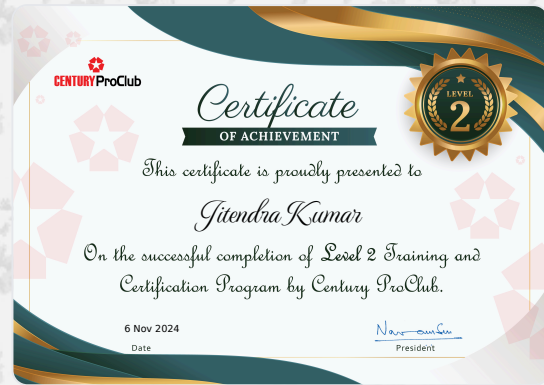 CENTURY ProClub
LEVEL
2
Certificate
OF ACHIEVEMENT
This certificate is proudly presented to
Jitendra Kumar
On the successful completion of Level 2 Training and
Certification Program by Century ProClub.
6 Nov 2024
Date
President